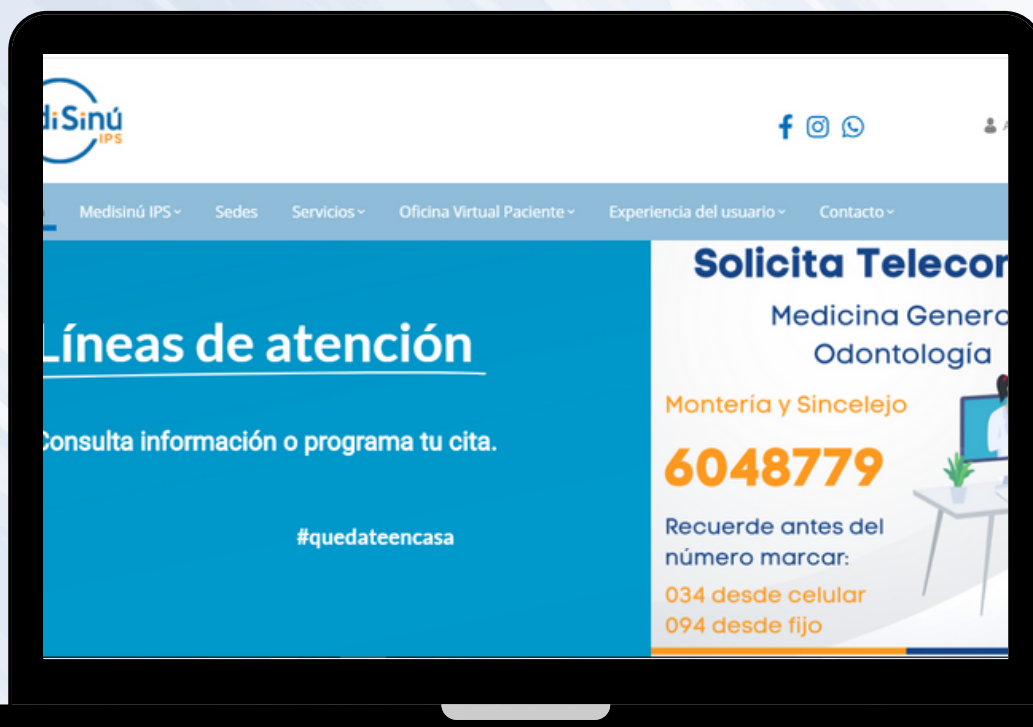 diSinú
IPS
Medisinú IPS
Sedes
Servicios
Oficina Virtual Paciente
Experiencia del usuario
Contacto
Líneas de atención
Consulta información o programa tu cita.
#quedateencasa
Solicita Telecon
Medicina Genera
Odontología
Montería y Sincelejo
6048779
Recuerde antes del
número marcar:
034 desde celular
094 desde fijo